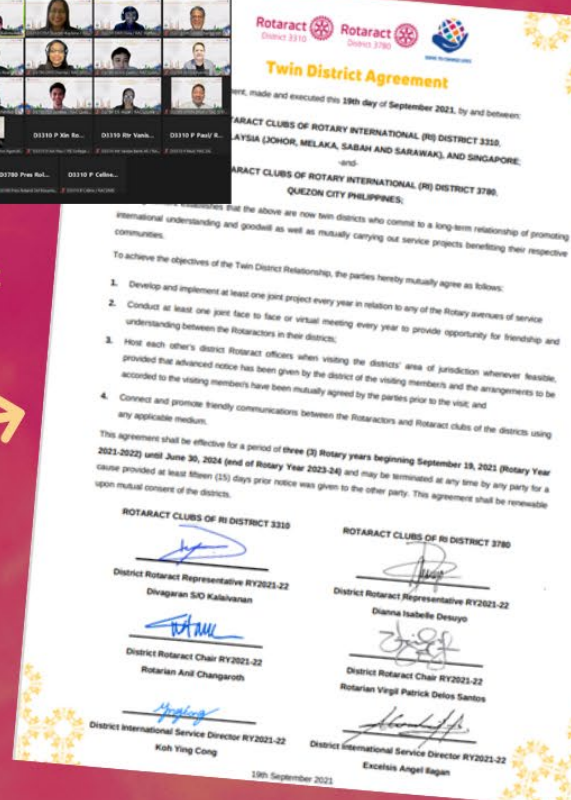 Rotaract
District 3310
Rotaract
District 3780
Twin District Agreement
ment, made and executed this 19th day of September 2021, by and between:
ARACT CLUBS OF ROTARY INTERNATIONAL (RI) DISTRICT 3310,
LAYSIA (JOHOR, MELAKA, SABAH AND SARAWAK), AND SINGAPORE;
-and-
ARACT CLUBS OF ROTARY INTERNATIONAL (RI) DISTRICT 3780,
QUEZON CITY PHILIPPINES;
establishes that the above are now twin districts who commit to a long-term relationship of promoting
international understanding and goodwill as well as mutually carrying out service projects benefitting their respective
communities.
To achieve the objectives of the Twin District Relationship, the parties hereby mutually agree as follows:
1. Develop and implement at least one joint project every year in relation to any of the Rotary avenues of service
2. Conduct at least one joint face to face or virtual meeting every year to provide opportunity for friendship and
understanding between the Rotaractors in their districts;
3. Host each other's district Rotaract officers when visiting the districts' area of jurisdiction whenever feasible,
provided that advanced notice has been given by the district of the visiting member/s and the arrangements to be
accorded to the visiting member/s have been mutually agreed by the parties prior to the visit; and
4. Connect and promote friendly communications between the Rotaractors and Rotaract clubs of the districts using
any applicable medium.
This agreement shall be effective for a period of three (3) Rotary years beginning September 19, 2021 (Rotary Year
2021-2022) until June 30, 2024 (end of Rotary Year 2023-24) and may be terminated at any time by any party for a
cause provided at least fifteen (15) days prior notice was given to the other party. This agreement shall be renewable
upon mutual consent of the districts.
ROTARACT CLUBS OF RI DISTRICT 3310
ROTARACT CLUBS OF RI DISTRICT 3780
District Rotaract Representative RY2021-22
Divagaran S/O Kalaivanan
District Rotaract Representative RY2021-22
Dianna Isabelle Desuyo
District Rotaract Chair RY2021-22
Rotarian Anil Changaroth
District Rotaract Chair RY2021-22
Rotarian Virgil Patrick Delos Santos
District International Service Director RY2021-22
Koh Ying Cong
District International Service Director RY2021-22
Excelsis Angel Ilagan
19th September 2021
D3310 P Xin Ro...
D3310 Rtr Vanis...
D3310 P Paul/ R...
D3780 Pres Rol...
D3310 P Celine...